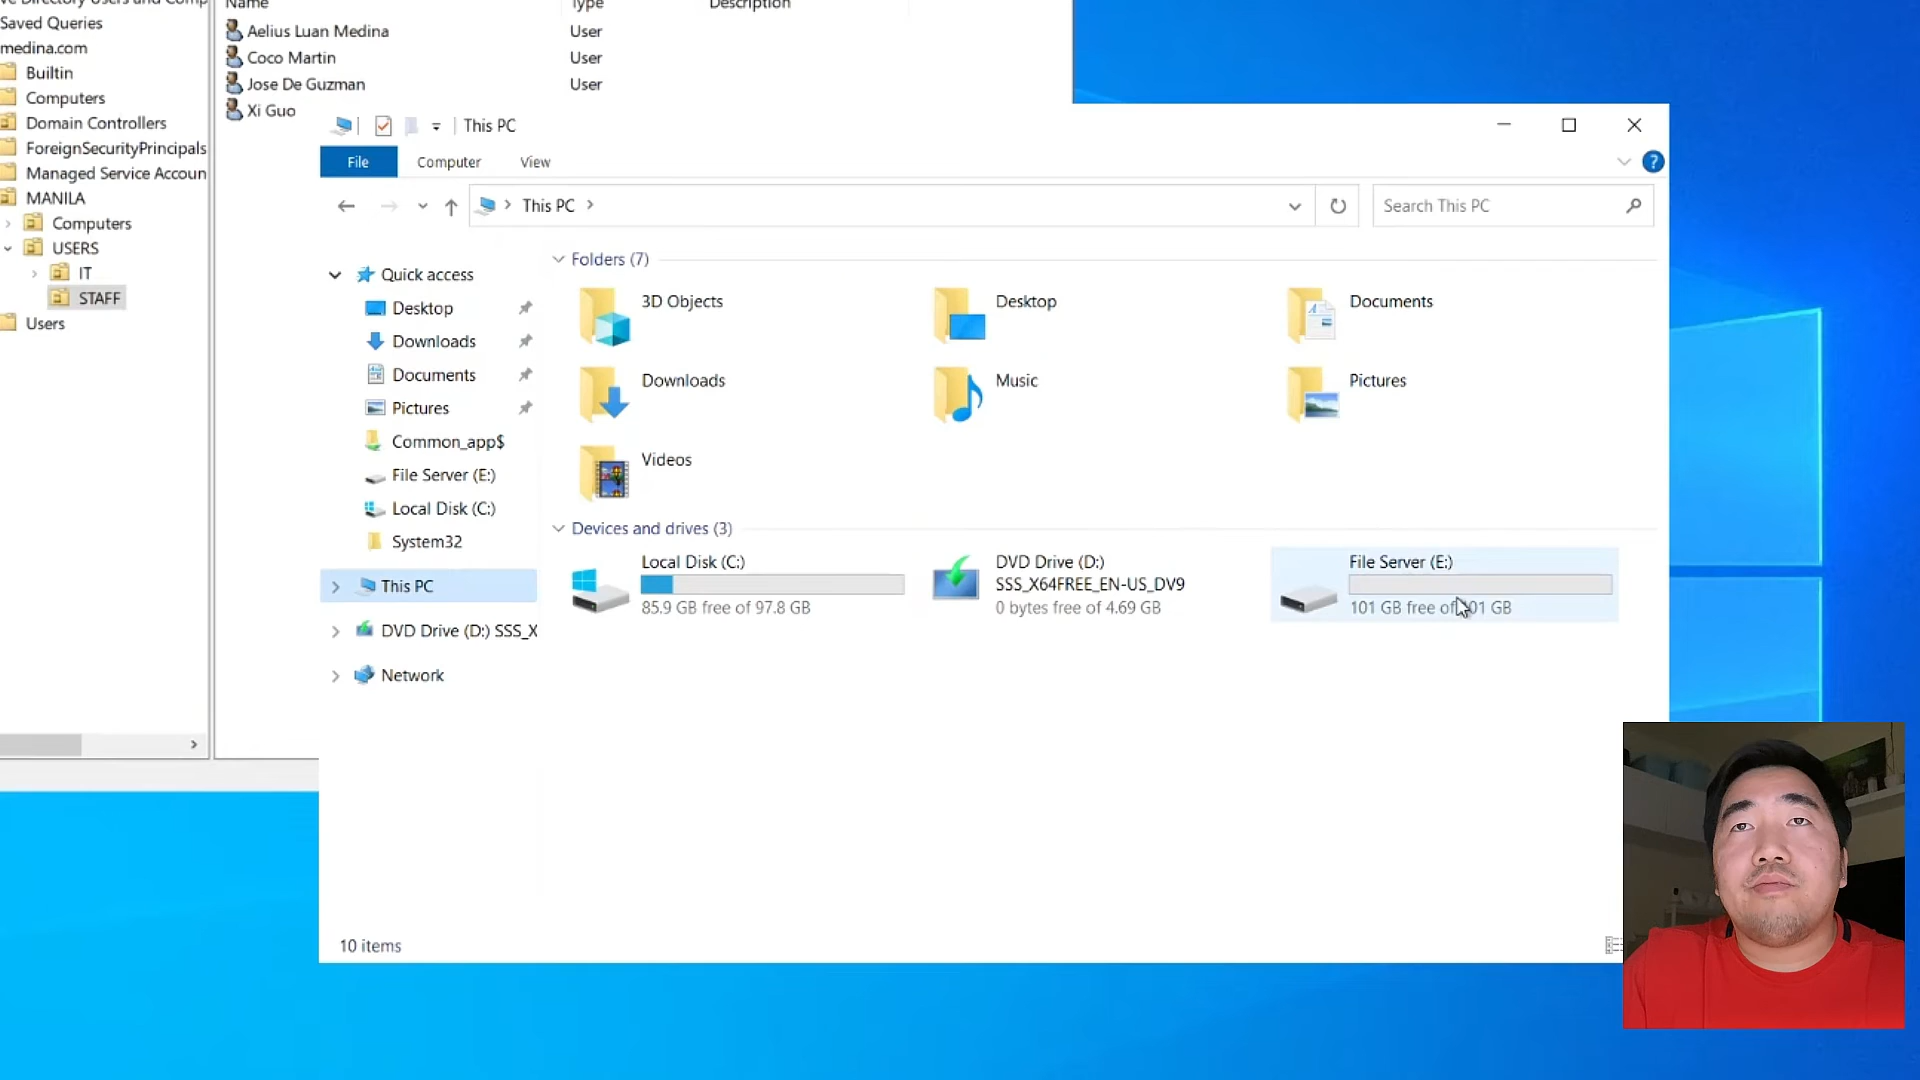 ve Directory Users and Comp
Saved Queries
medina.com
Builtin
Computers
Domain Controllers
ForeignSecurityPrincipals
Managed Service Accoun
MANILA
Computers
USERS
IT
STAFF
Users
Name Type Description
Aelius Luan Medina User
Coco Martin User
Jose De Guzman User
Xi Guo
This PC
File Computer View
This PC
Search This PC
Quick access
Desktop
Downloads
Documents
Pictures
Common_app$
File Server (E:)
Local Disk (C:)
System32
This PC
DVD Drive (D:) SSS_X
Network
Folders (7)
3D Objects
Desktop
Documents
Downloads
Music
Pictures
Videos
Devices and drives (3)
Local Disk (C:)
85.9 GB free of 97.8 GB
DVD Drive (D:)
SSS_X64FREE_EN-US_DV9
0 bytes free of 4.69 GB
File Server (E:)
101 GB free of 101 GB
10 items